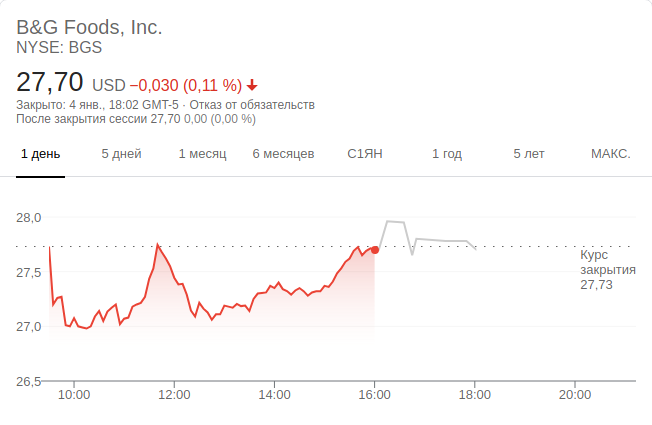 B&G Foods, Inc.
NYSE: BGS
27,70 USD −0,030 (0,11 %)
Закрыто: 4 янв., 18:02 GMT-5 · Отказ от обязательств
После закрытия сессии 27,70 0,00 (0,00 %)
1 день 5 дней 1 месяц 6 месяцев С1ЯН 1 год 5 лет МАКС.
28,0
Курс
закрытия
27,5
27,73
27,0
26,5
10:00 12:00 14:00 16:00 18:00 20:00